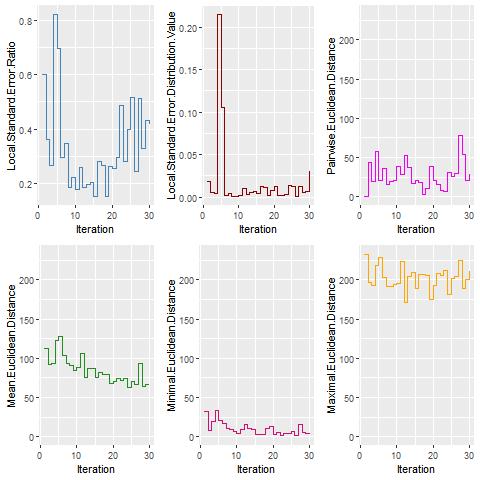 Local.Standard.Error.Ratio
0.8
0.6
0.4
0.2
0 10 20 30
Iteration
Local.Standard.Error.Distribution.Value
0.20
0.15
0.10
0.05
0.00
0 10 20 30
Iteration
Pairwise.Euclidean.Distance
200
150
100
50
0
0 10 20 30
Iteration
Mean.Euclidean.Distance
200
150
100
50
0
0 10 20 30
Iteration
Minimal.Euclidean.Distance
200
150
100
50
0
0 10 20 30
Iteration
Maximal.Euclidean.Distance
200
150
100
50
0
0 10 20 30
Iteration